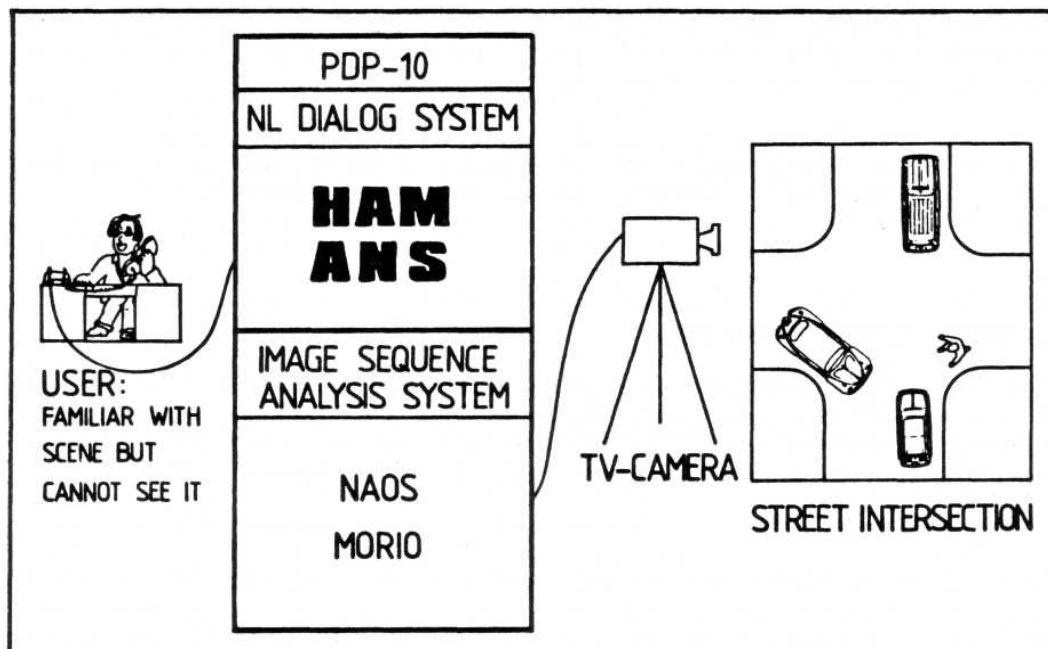 PDP-10
NL DIALOG SYSTEM
HAM
ANS
IMAGE SEQUENCE
ANALYSIS SYSTEM
NAOS
MORIO
USER:
FAMILIAR WITH
SCENE BUT
CANNOT SEE IT
TV-CAMERA
STREET INTERSECTION